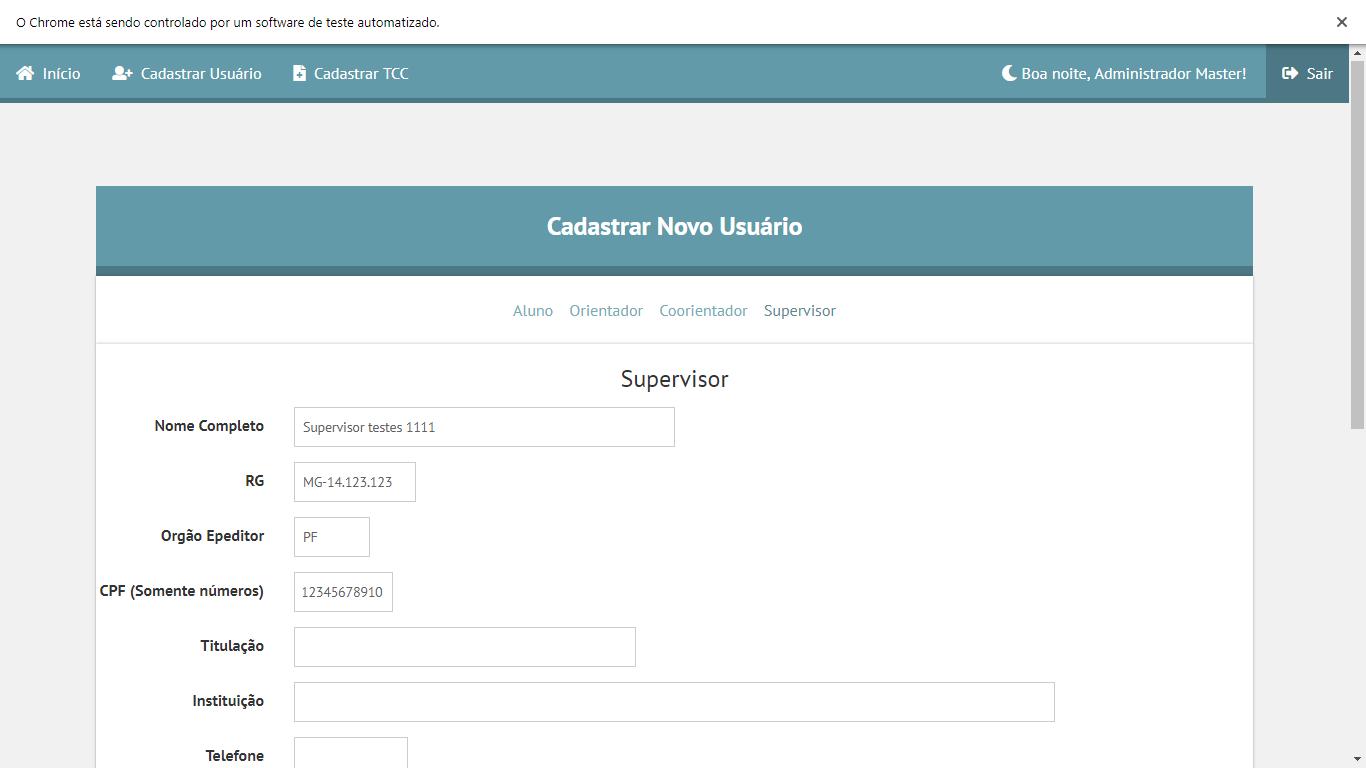 O Chrome está sendo controlado por um software de teste automatizado.
Início Cadastrar Usuário Cadastrar TCC Boa noite, Administrador Master! Sair
Cadastrar Novo Usuário
Aluno Orientador Coorientador Supervisor
Supervisor
Nome Completo Supervisor testes 1111
RG MG-14.123.123
Orgão Epeditor PF
CPF (Somente números) 12345678910
Titulação
Instituição
Telefone